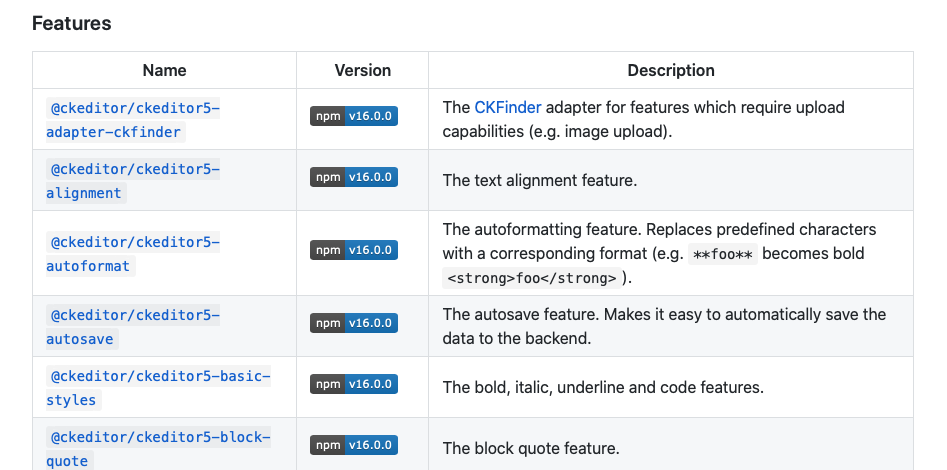 Features
Name Version Description
@ckeditor/ckeditor5-
adapter-ckfinder
npm v16.0.0
The CKFinder adapter for features which require upload
capabilities (e.g. image upload).
@ckeditor/ckeditor5-
alignment
npm v16.0.0
The text alignment feature.
@ckeditor/ckeditor5-
autoformat
npm v16.0.0
The autoformatting feature. Replaces predefined characters
with a corresponding format (e.g. **foo** becomes bold
<strong>foo</strong> ).
@ckeditor/ckeditor5-
autosave
npm v16.0.0
The autosave feature. Makes it easy to automatically save the
data to the backend.
@ckeditor/ckeditor5-basic-
styles
npm v16.0.0
The bold, italic, underline and code features.
@ckeditor/ckeditor5-block-
quote
npm v16.0.0
The block quote feature.